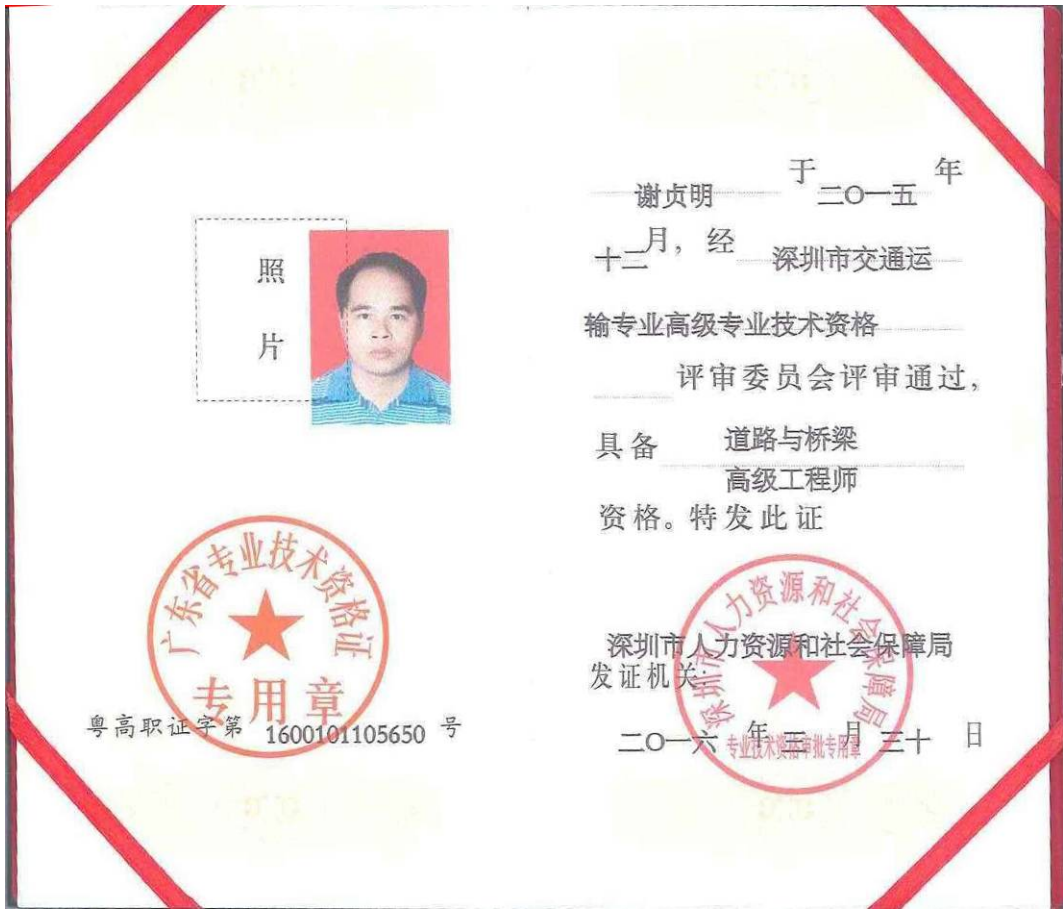 照
片
广东省专业技术资格证
专用章
粤高职证字第 1600101105650 号
谢贞明 于 二〇一五 年
十二月，经 深圳市交通运
输专业高级专业技术资格
评审委员会评审通过，
具备 道路与桥梁
高级工程师
资格。特发此证
深圳市人力资源和社会保障局
深圳市人力资源和社会保障局
发证机关：
二〇一六 年 三 月 三十 日
专业技术资格审批专用章